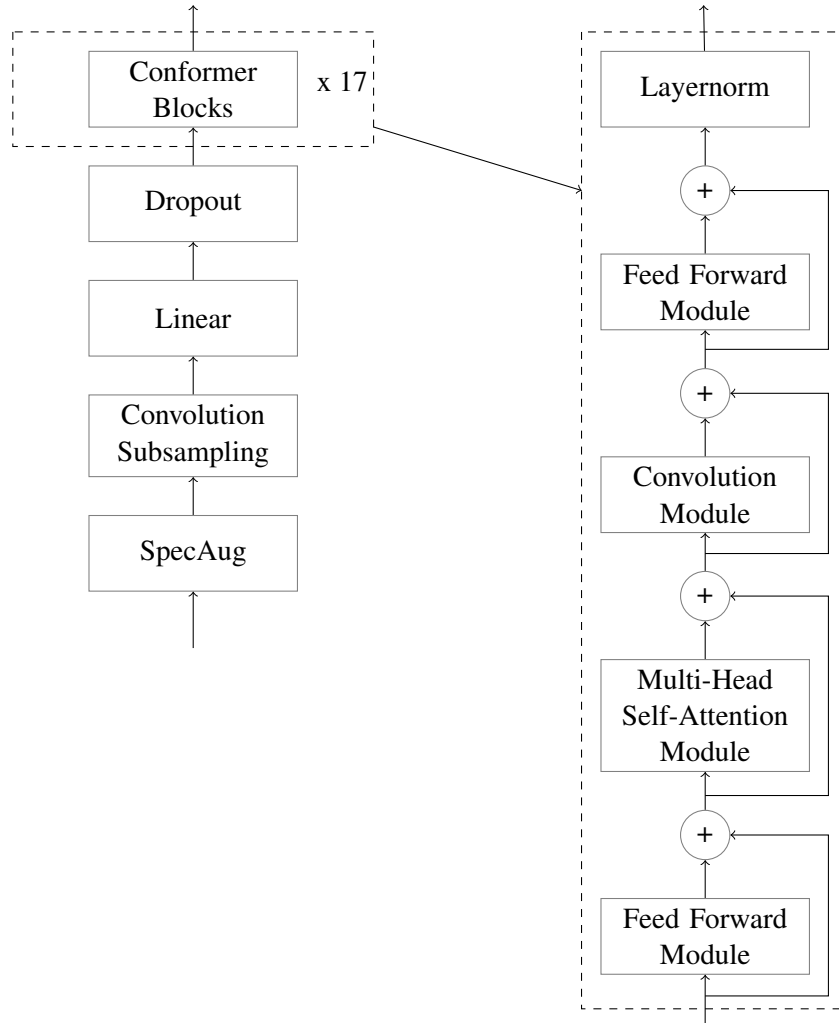 Conformer
Blocks
x 17
Dropout
Linear
Convolution
Subsampling
SpecAug
Layernorm
+
Feed Forward
Module
+
Convolution
Module
+
Multi-Head
Self-Attention
Module
+
Feed Forward
Module